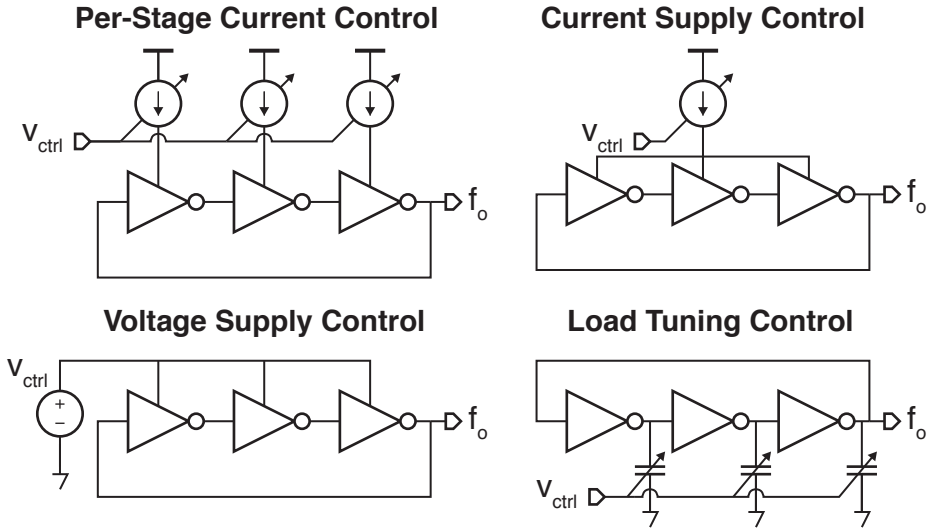 Per-Stage Current Control
Current Supply Control
Vctrl
fo
Vctrl
fo
Voltage Supply Control
Load Tuning Control
Vctrl
+
−
fo
fo
Vctrl